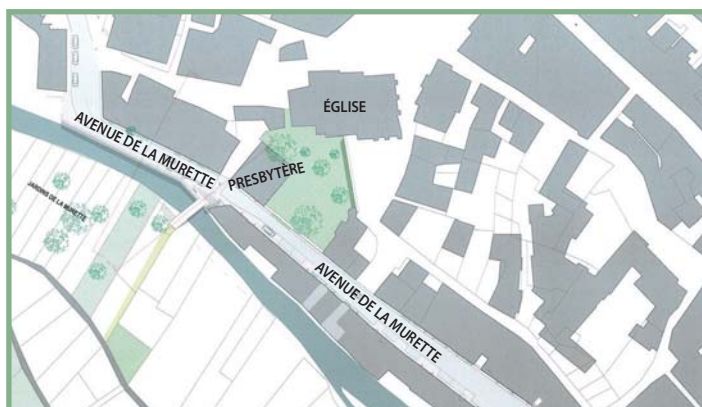 ÉGLISE
AVENUE DE LA MURETTE
PRESBYTÈRE
JARDINS DE LA MURETTE
AVENUE DE LA MURETTE